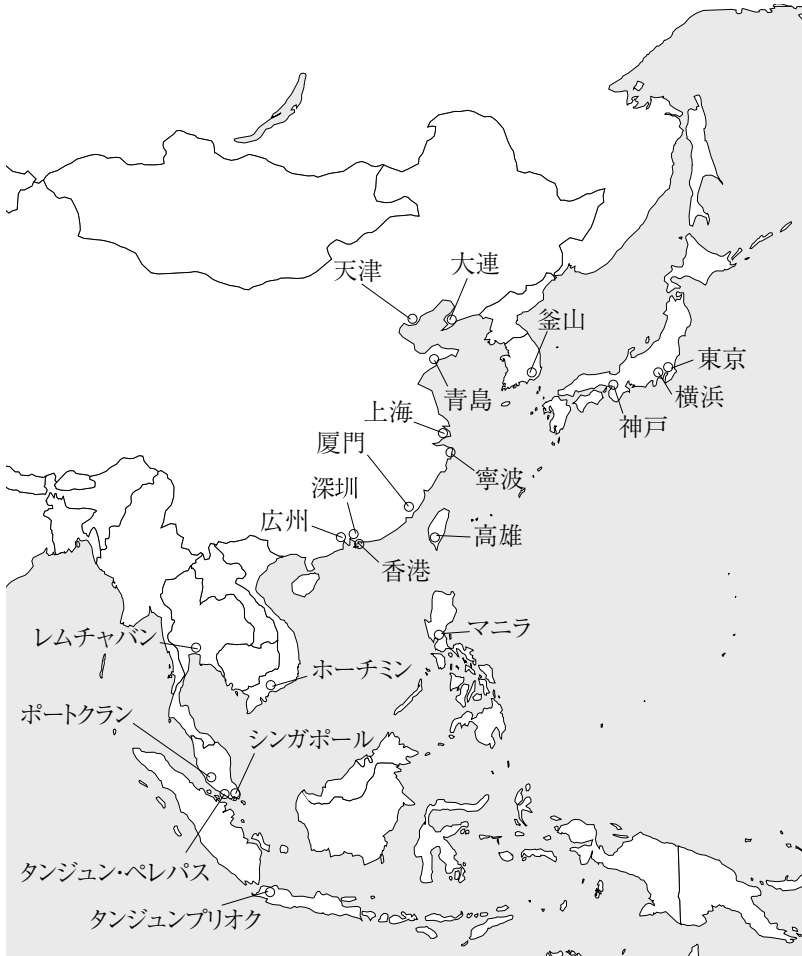 天津
大連
釜山
東京
横浜
神戸
青島
上海
厦門
寧波
深圳
広州
高雄
香港
マニラ
レムチャバン
ホーチミン
ポートクラン
シンガポール
タンジュン・ペレパス
タンジュンプリオク